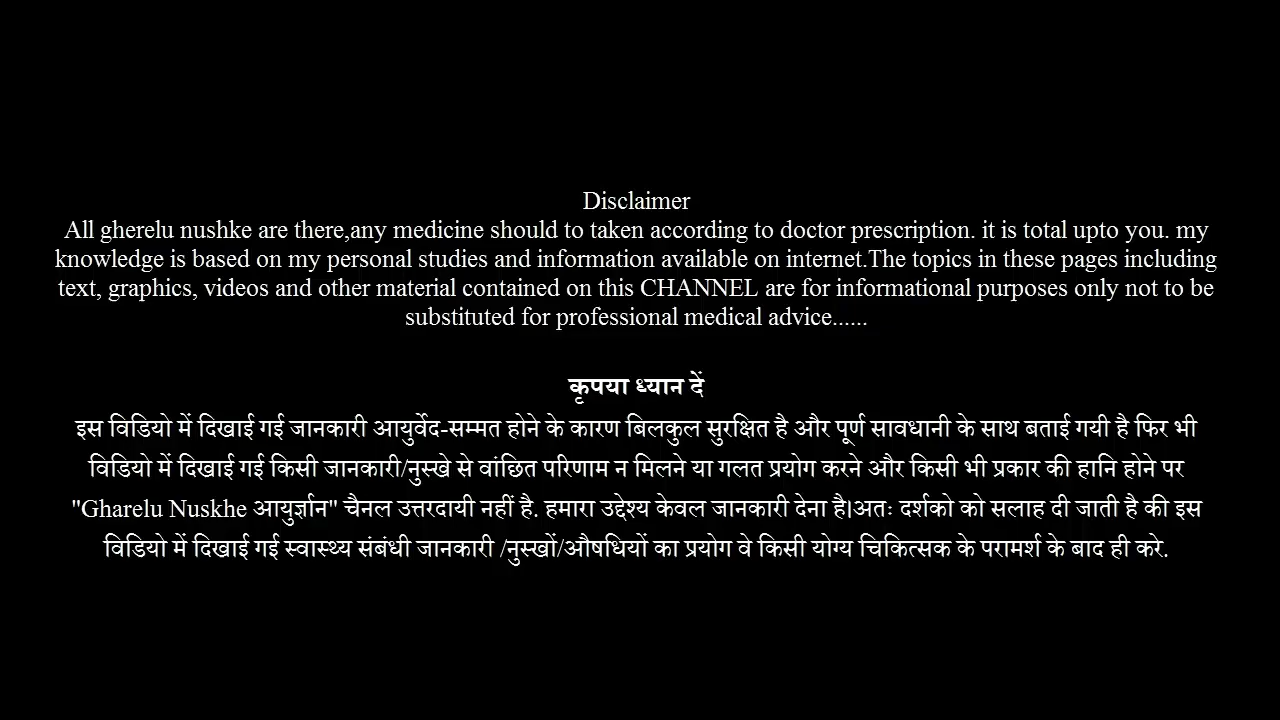 Disclaimer
All gherelu nushke are there,any medicine should to taken according to doctor prescription. it is total upto you. my
knowledge is based on my personal studies and information available on internet.The topics in these pages including
text, graphics, videos and other material contained on this CHANNEL are for informational purposes only not to be
substituted for professional medical advice......
कृपया ध्यान दें
इस विडियो में दिखाई गई जानकारी आयुर्वेद-सम्मत होने के कारण बिलकुल सुरक्षित है और पूर्ण सावधानी के साथ बताई गयी है फिर भी
विडियो में दिखाई गई किसी जानकारी/नुस्खे से वांछित परिणाम न मिलने या गलत प्रयोग करने और किसी भी प्रकार की हानि होने पर
"Gharelu Nuskhe आयुर्ज्ञान" चैनल उत्तरदायी नहीं है. हमारा उद्देश्य केवल जानकारी देना है।अतः दर्शको को सलाह दी जाती है की इस
विडियो में दिखाई गई स्वास्थ्य संबंधी जानकारी /नुस्खों/औषधियों का प्रयोग वे किसी योग्य चिकित्सक के परामर्श के बाद ही करे.